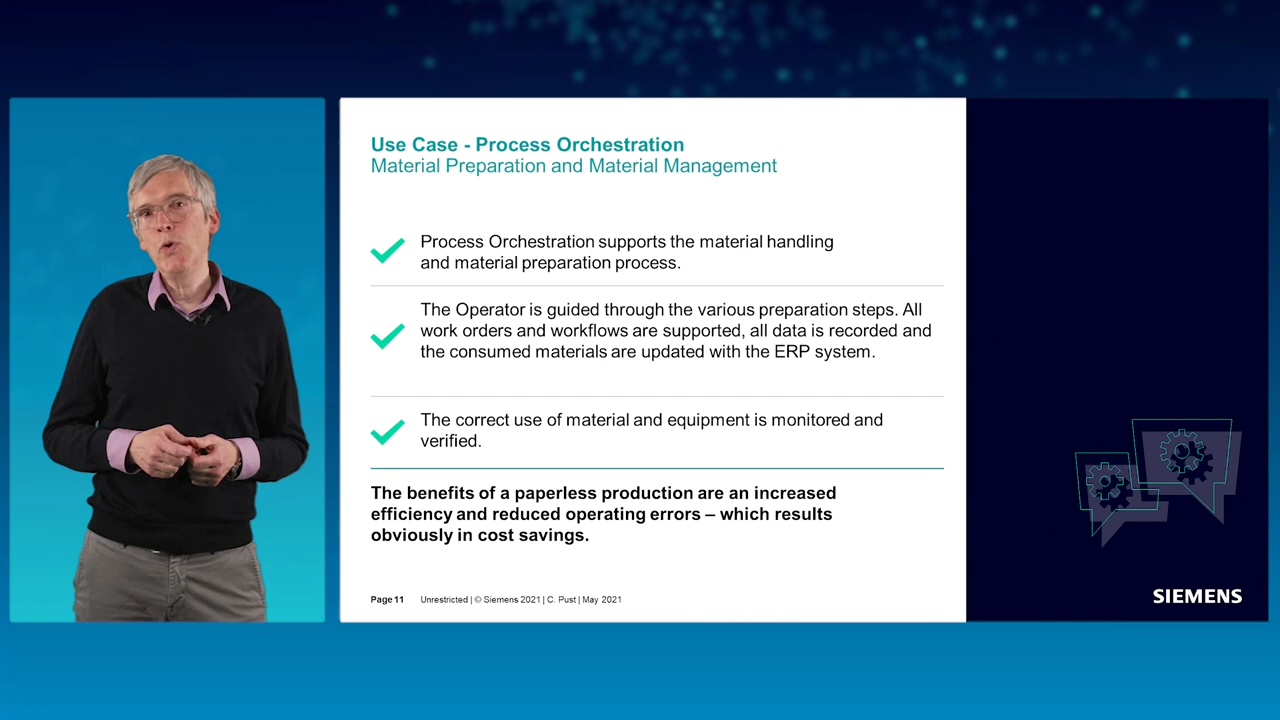 Use Case - Process Orchestration
Material Preparation and Material Management
Process Orchestration supports the material handling
and material preparation process.
The Operator is guided through the various preparation steps. All
work orders and workflows are supported, all data is recorded and
the consumed materials are updated with the ERP system.
The correct use of material and equipment is monitored and
verified.
The benefits of a paperless production are an increased
efficiency and reduced operating errors – which results
obviously in cost savings.
Page 11 Unrestricted | © Siemens 2021 | C. Pust | May 2021
SIEMENS